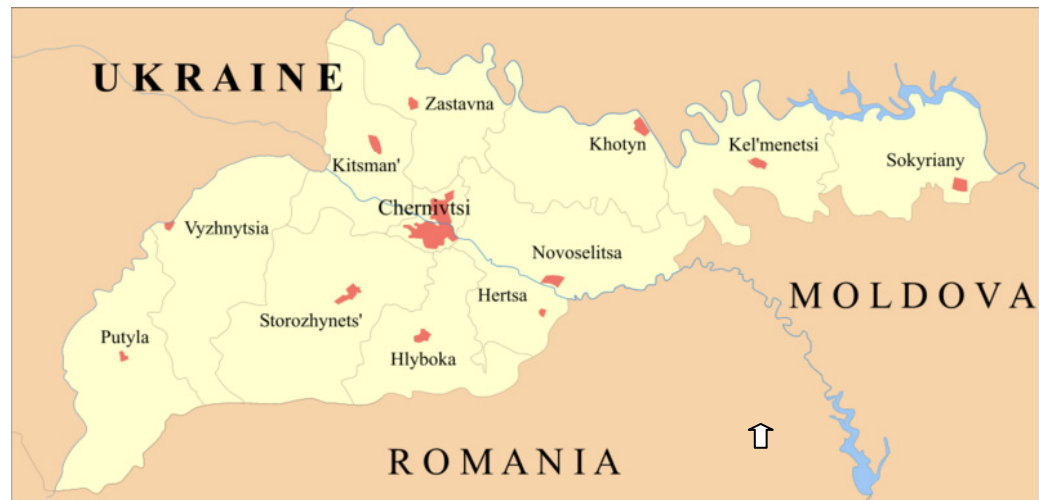 UKRAINE
Zastavna
Khotyn
Kel'menetsi
Sokyriany
Kitsman'
Chernivtsi
Vyzhnytsia
Novoselitsa
Hertsa
MOLDOVA
Storozhynets'
Putyla
Hlyboka
ROMANIA